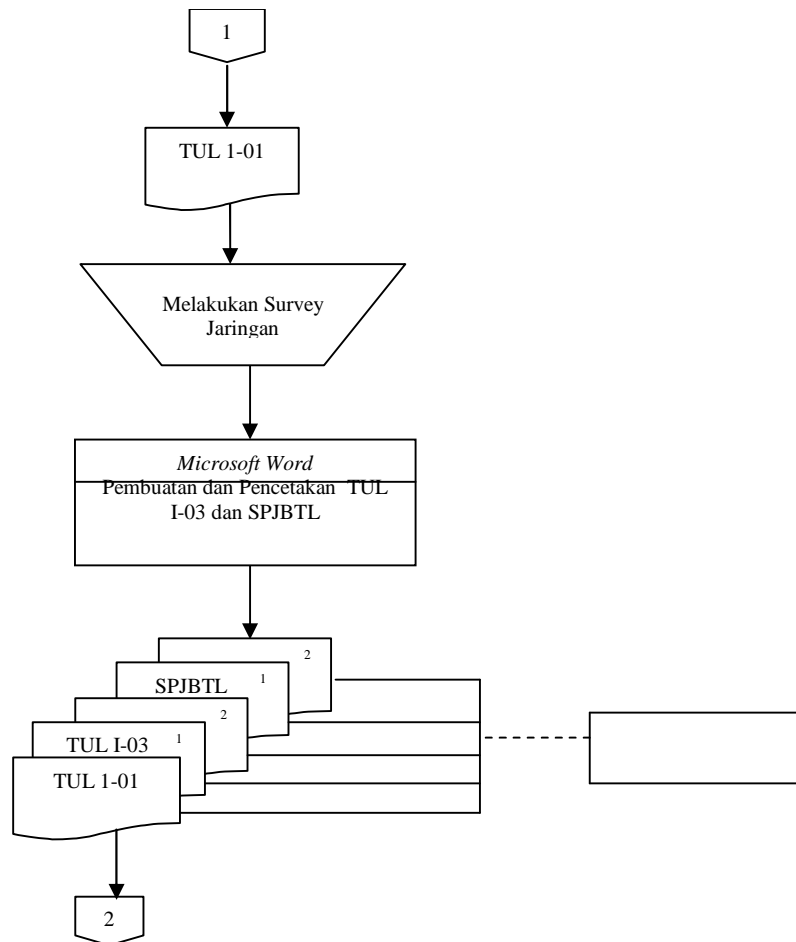 1
TUL 1-01
Melakukan Survey
Jaringan
Microsoft Word
Pembuatan dan Pencetakan TUL
I-03 dan SPJBTL
2
SPJBTL 1
2
TUL I-03 1
TUL 1-01
2